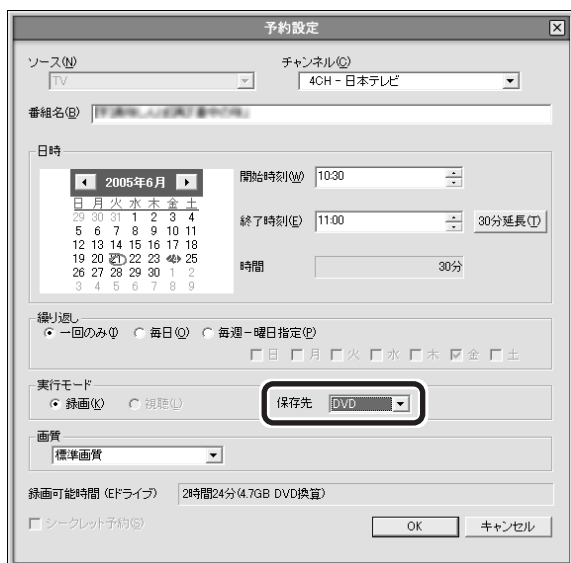 予約設定
ソース(N)
チャンネル(C)
TV
4CH - 日本テレビ
番組名(B)
日時
2005年6月
日 月 火 水 木 金 土
29 30 31 1 2 3 4
5 6 7 8 9 10 11
12 13 14 15 16 17 18
19 20 21 22 23 25
26 27 28 29 30 1 2
3 4 5 6 7 8 9
開始時刻(W) 10:30
終了時刻(E) 11:00 30分延長(T)
時間 30分
繰り返し
一回のみ(I) 毎日(O) 毎週-曜日指定(P)
日 月 火 水 木 金 土
実行モード
録画(K) 視聴(L) 保存先 DVD
画質
標準画質
録画可能時間 (Eドライブ) 2時間24分(4.7GB DVD換算)
シークレット予約(S) OK キャンセル